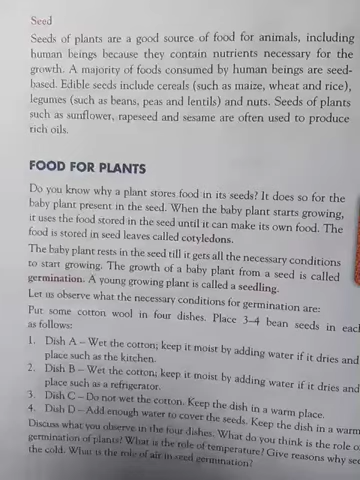 Seed
Seeds of plants are a good source of food for animals, including
human beings because they contain nutrients necessary for the
growth. A majority of foods consumed by human beings are seed-
based. Edible seeds include cereals (such as maize, wheat and rice),
legumes (such as beans, peas and lentils) and nuts. Seeds of plants
such as sunflower, rapeseed and sesame are often used to produce
rich oils.
FOOD FOR PLANTS
Do you know why a plant stores food in its seeds? It does so for the
baby plant present in the seed. When the baby plant starts growing,
it uses the food stored in the seed until it can make its own food. The
food is stored in seed leaves called cotyledons.
The baby plant rests in the seed till it gets all the necessary conditions
to start growing. The growth of a baby plant from a seed is called
germination. A young growing plant is called a seedling.
Let us observe what the necessary conditions for germination are:
Put some cotton wool in four dishes. Place 3–4 bean seeds in each
as follows:
1. Dish A – Wet the cotton; keep it moist by adding water if it dries and
place such as the kitchen.
2. Dish B – Wet the cotton; keep it moist by adding water if it dries and
place such as a refrigerator.
3. Dish C – Do not wet the cotton. Keep the dish in a warm place.
4. Dish D – Add enough water to cover the seeds. Keep the dish in a warm
Discuss what you observe in the four dishes. What do you think is the role o
germination of plants? What is the role of temperature? Give reasons why see
the cold. What is the role of air in seed germination?